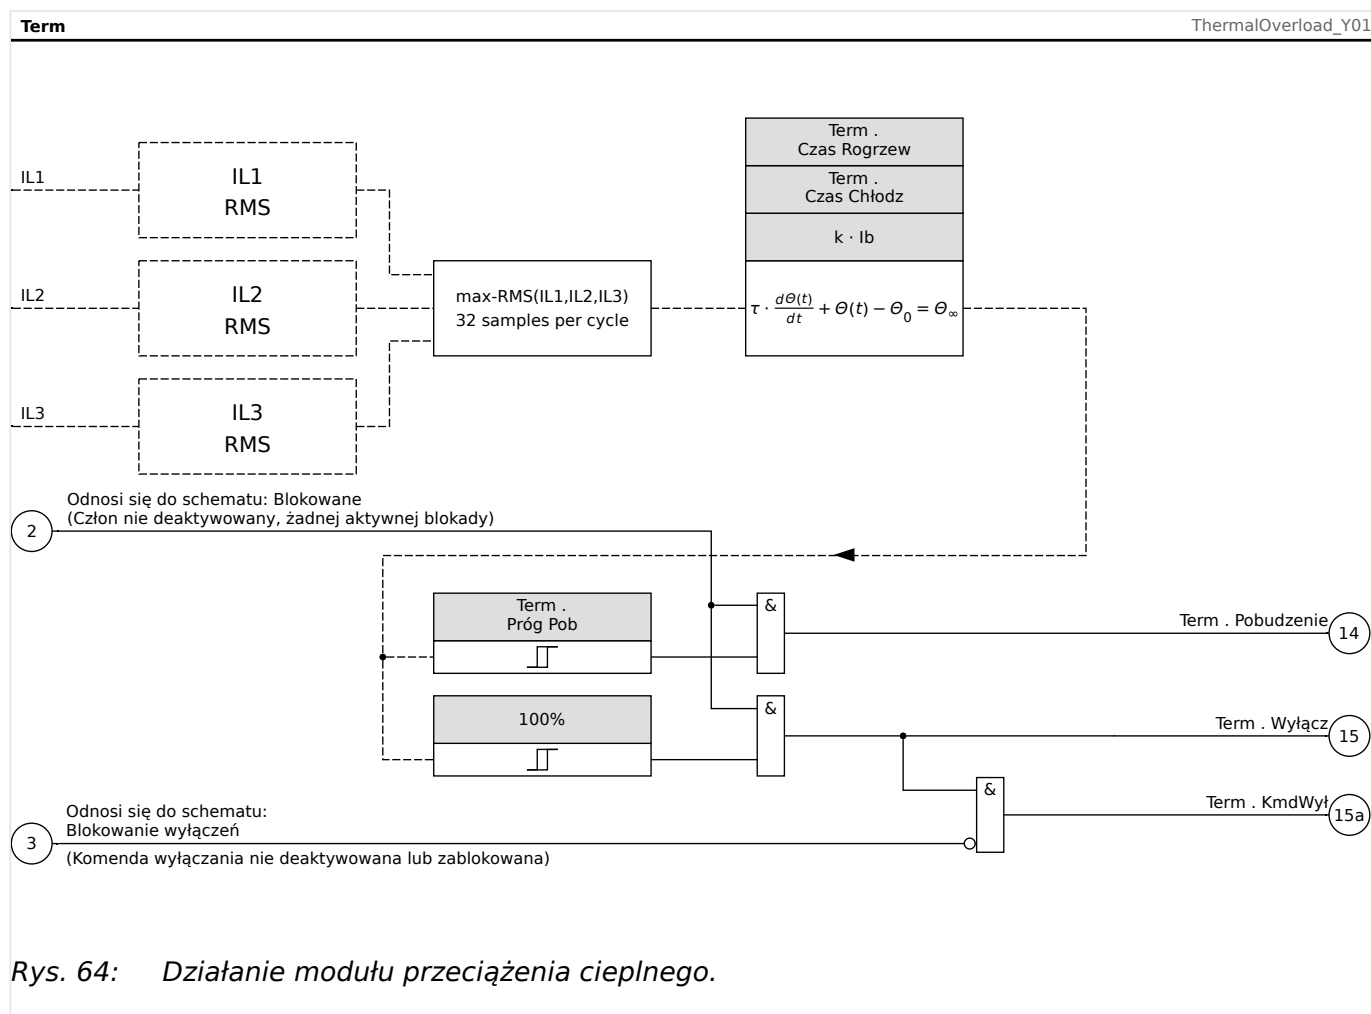 Term
ThermalOverload_Y01
Term .
Czas Rogrzew
Term .
Czas Chłodz
k · Ib
τ · dΘ(t)/dt + Θ(t) − Θ₀ = Θ∞
IL1
IL1
RMS
IL2
IL2
RMS
IL3
IL3
RMS
max-RMS(IL1,IL2,IL3)
32 samples per cycle
Odnosi się do schematu: Blokowane
(Człon nie deaktywowany, żadnej aktywnej blokady)
2
Term .
Próg Pob
&
Term . Pobudzenie
14
100%
&
Term . Wyłącz
15
&
Term . KmdWył
15a
Odnosi się do schematu:
Blokowanie wyłączeń
3
(Komenda wyłączania nie deaktywowana lub zablokowana)
Rys. 64: Działanie modułu przeciążenia cieplnego.